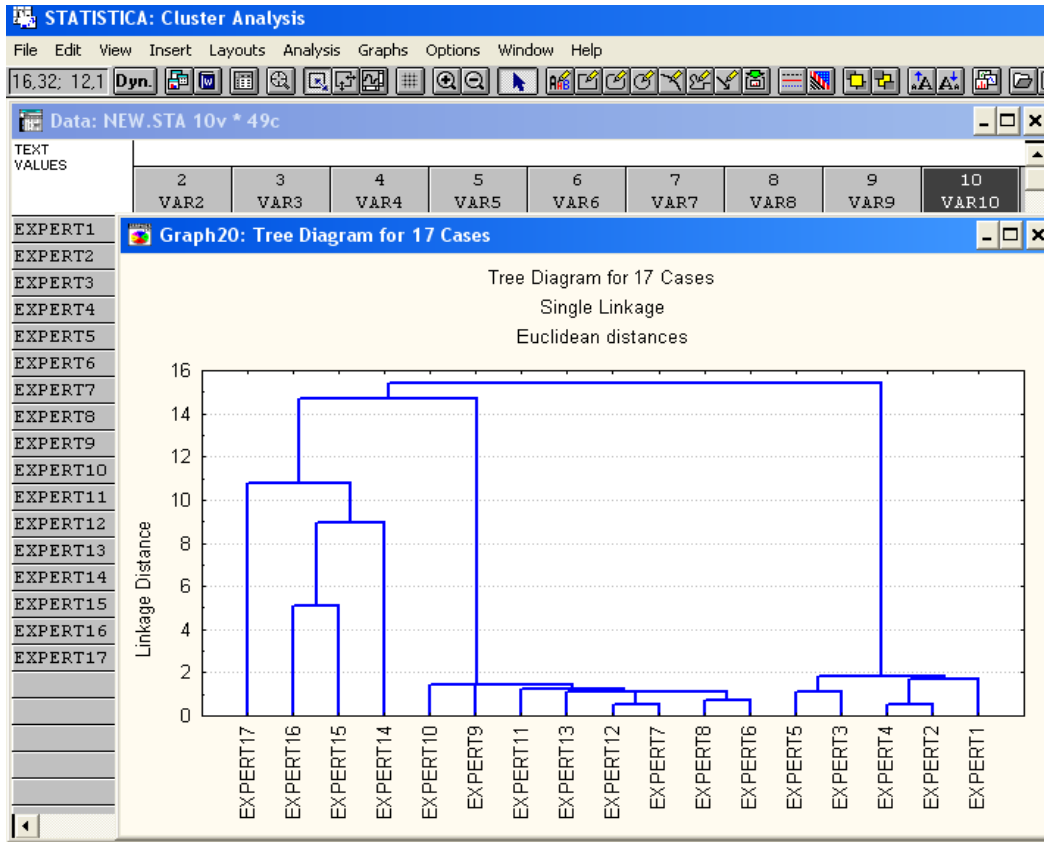 STATISTICA: Cluster Analysis
File Edit View Insert Layouts Analysis Graphs Options Window Help
16,32; 12,1 Dyn.
Data: NEW.STA 10v * 49c
TEXT
VALUES
2 3 4 5 6 7 8 9 10
VAR2 VAR3 VAR4 VAR5 VAR6 VAR7 VAR8 VAR9 VAR10
EXPERT1
EXPERT2
EXPERT3
EXPERT4
EXPERT5
EXPERT6
EXPERT7
EXPERT8
EXPERT9
EXPERT10
EXPERT11
EXPERT12
EXPERT13
EXPERT14
EXPERT15
EXPERT16
EXPERT17
Graph20: Tree Diagram for 17 Cases
Tree Diagram for 17 Cases
Single Linkage
Euclidean distances
Linkage Distance
16
14
12
10
8
6
4
2
0
EXPERT17
EXPERT16
EXPERT15
EXPERT14
EXPERT10
EXPERT9
EXPERT11
EXPERT13
EXPERT12
EXPERT7
EXPERT8
EXPERT6
EXPERT5
EXPERT3
EXPERT4
EXPERT2
EXPERT1